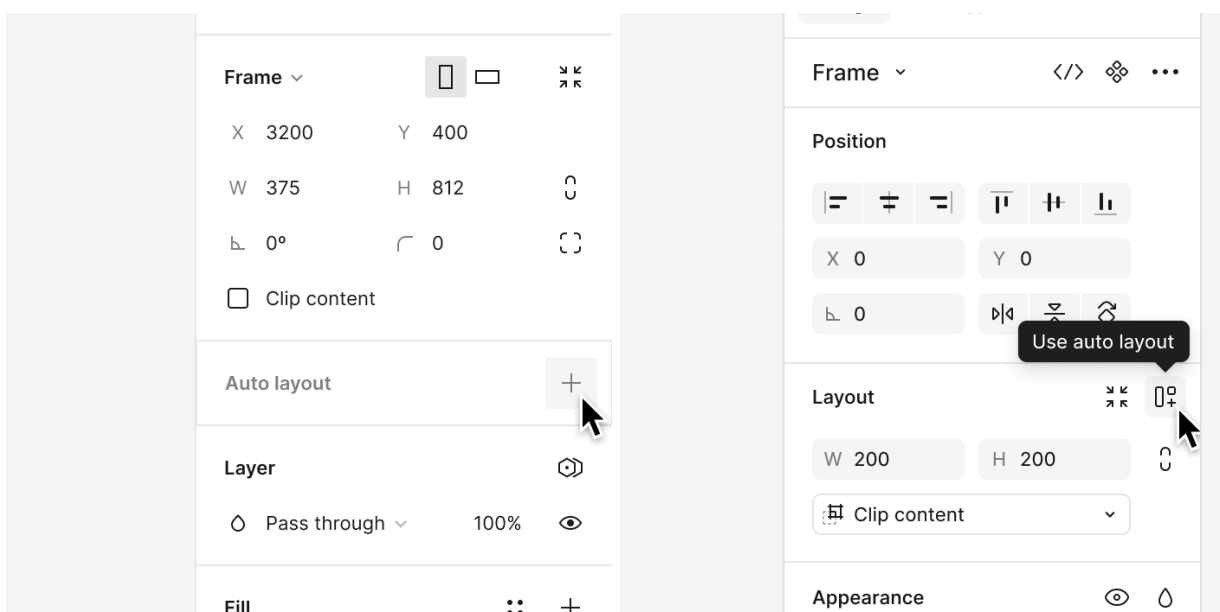 Frame
X 3200 Y 400
W 375 H 812
0º 0
Clip content
Auto layout
Layer
Pass through 100%
Fill
Frame
Position
X 0 Y 0
0
Use auto layout
Layout
W 200 H 200
Clip content
Appearance